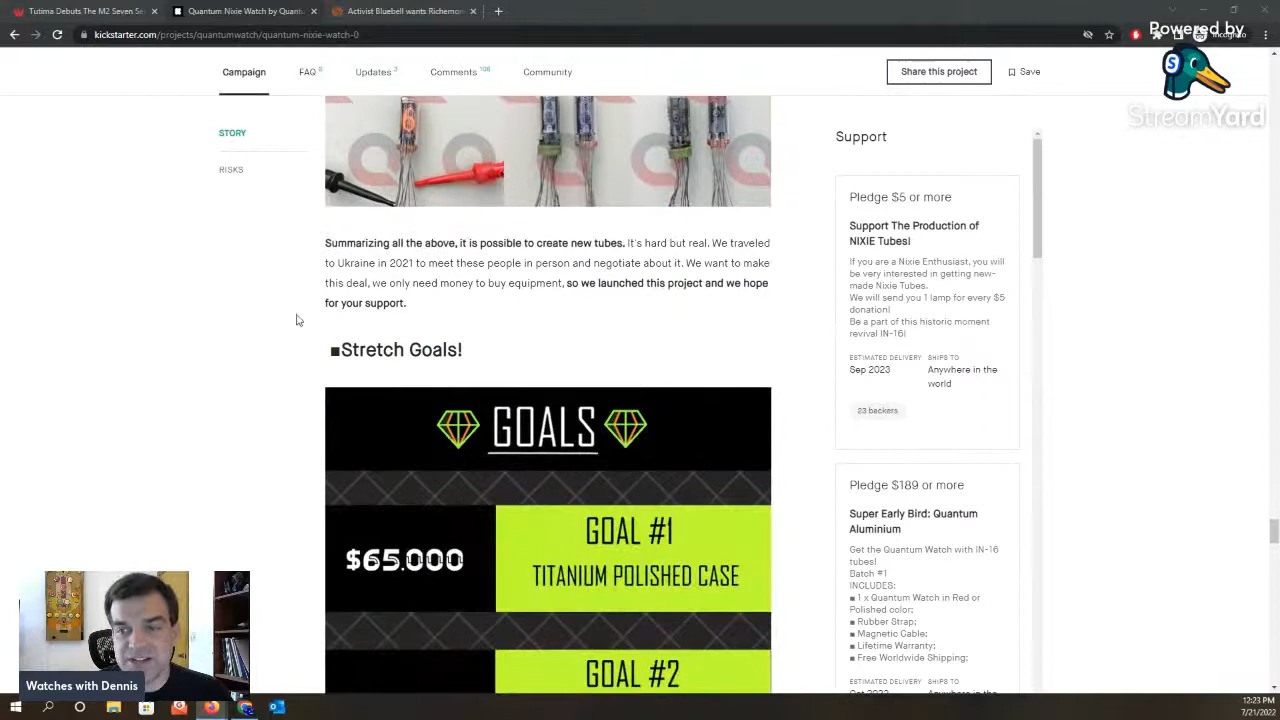 Tutima Debuts The M2 Seven Se
Quantum Nixie Watch by Quantu
Activist Bluebell wants Richemon
kickstarter.com/projects/quantumwatch/quantum-nixie-watch-0
Powered by
StreamYard
Campaign
FAQ 8
Updates 3
Comments 108
Community
Share this project
Save
STORY
RISKS
Summarizing all the above, it is possible to create new tubes. It's hard but real. We traveled
to Ukraine in 2021 to meet these people in person and negotiate about it. We want to make
this deal, we only need money to buy equipment, so we launched this project and we hope
for your support.
■Stretch Goals!
GOALS
$65.000
GOAL #1
TITANIUM POLISHED CASE
GOAL #2
Support
Pledge $5 or more
Support The Production of
NIXIE Tubes!
If you are a Nixie Enthusiast, you will
be very interested in getting new-
made Nixie Tubes.
We will send you 1 lamp for every $5
donation!
Be a part of this historic moment
revival IN-16!
ESTIMATED DELIVERY
SHIPS TO
Sep 2023
Anywhere in the
world
23 backers
Pledge $189 or more
Super Early Bird: Quantum
Aluminium
Get the Quantum Watch with IN-16
tubes!
Batch #1
INCLUDES:
■ 1 x Quantum Watch in Red or
Polished color;
■ Rubber Strap;
■ Magnetic Cable;
■ Lifetime Warranty;
■ Free Worldwide Shipping;
ESTIMATED DELIVERY
SHIPS TO
Watches with Dennis
12:23 PM
7/21/2022